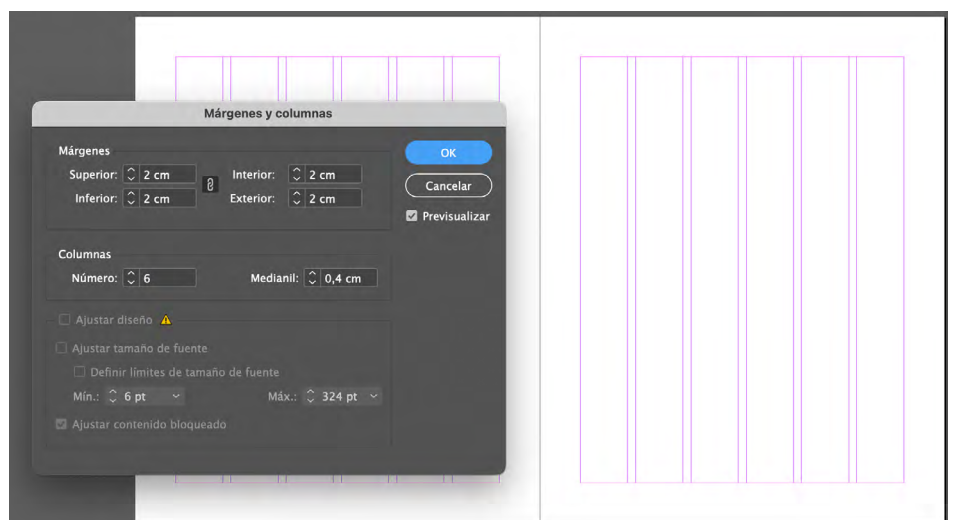 Márgenes y columnas
Márgenes
OK
Superior: 2 cm Interior: 2 cm
Cancelar
Inferior: 2 cm Exterior: 2 cm
Previsualizar
Columnas
Número: 6 Medianil: 0,4 cm
Ajustar diseño
Ajustar tamaño de fuente
Definir límites de tamaño de fuente
Mín.: 6 pt Máx.: 324 pt
Ajustar contenido bloqueado